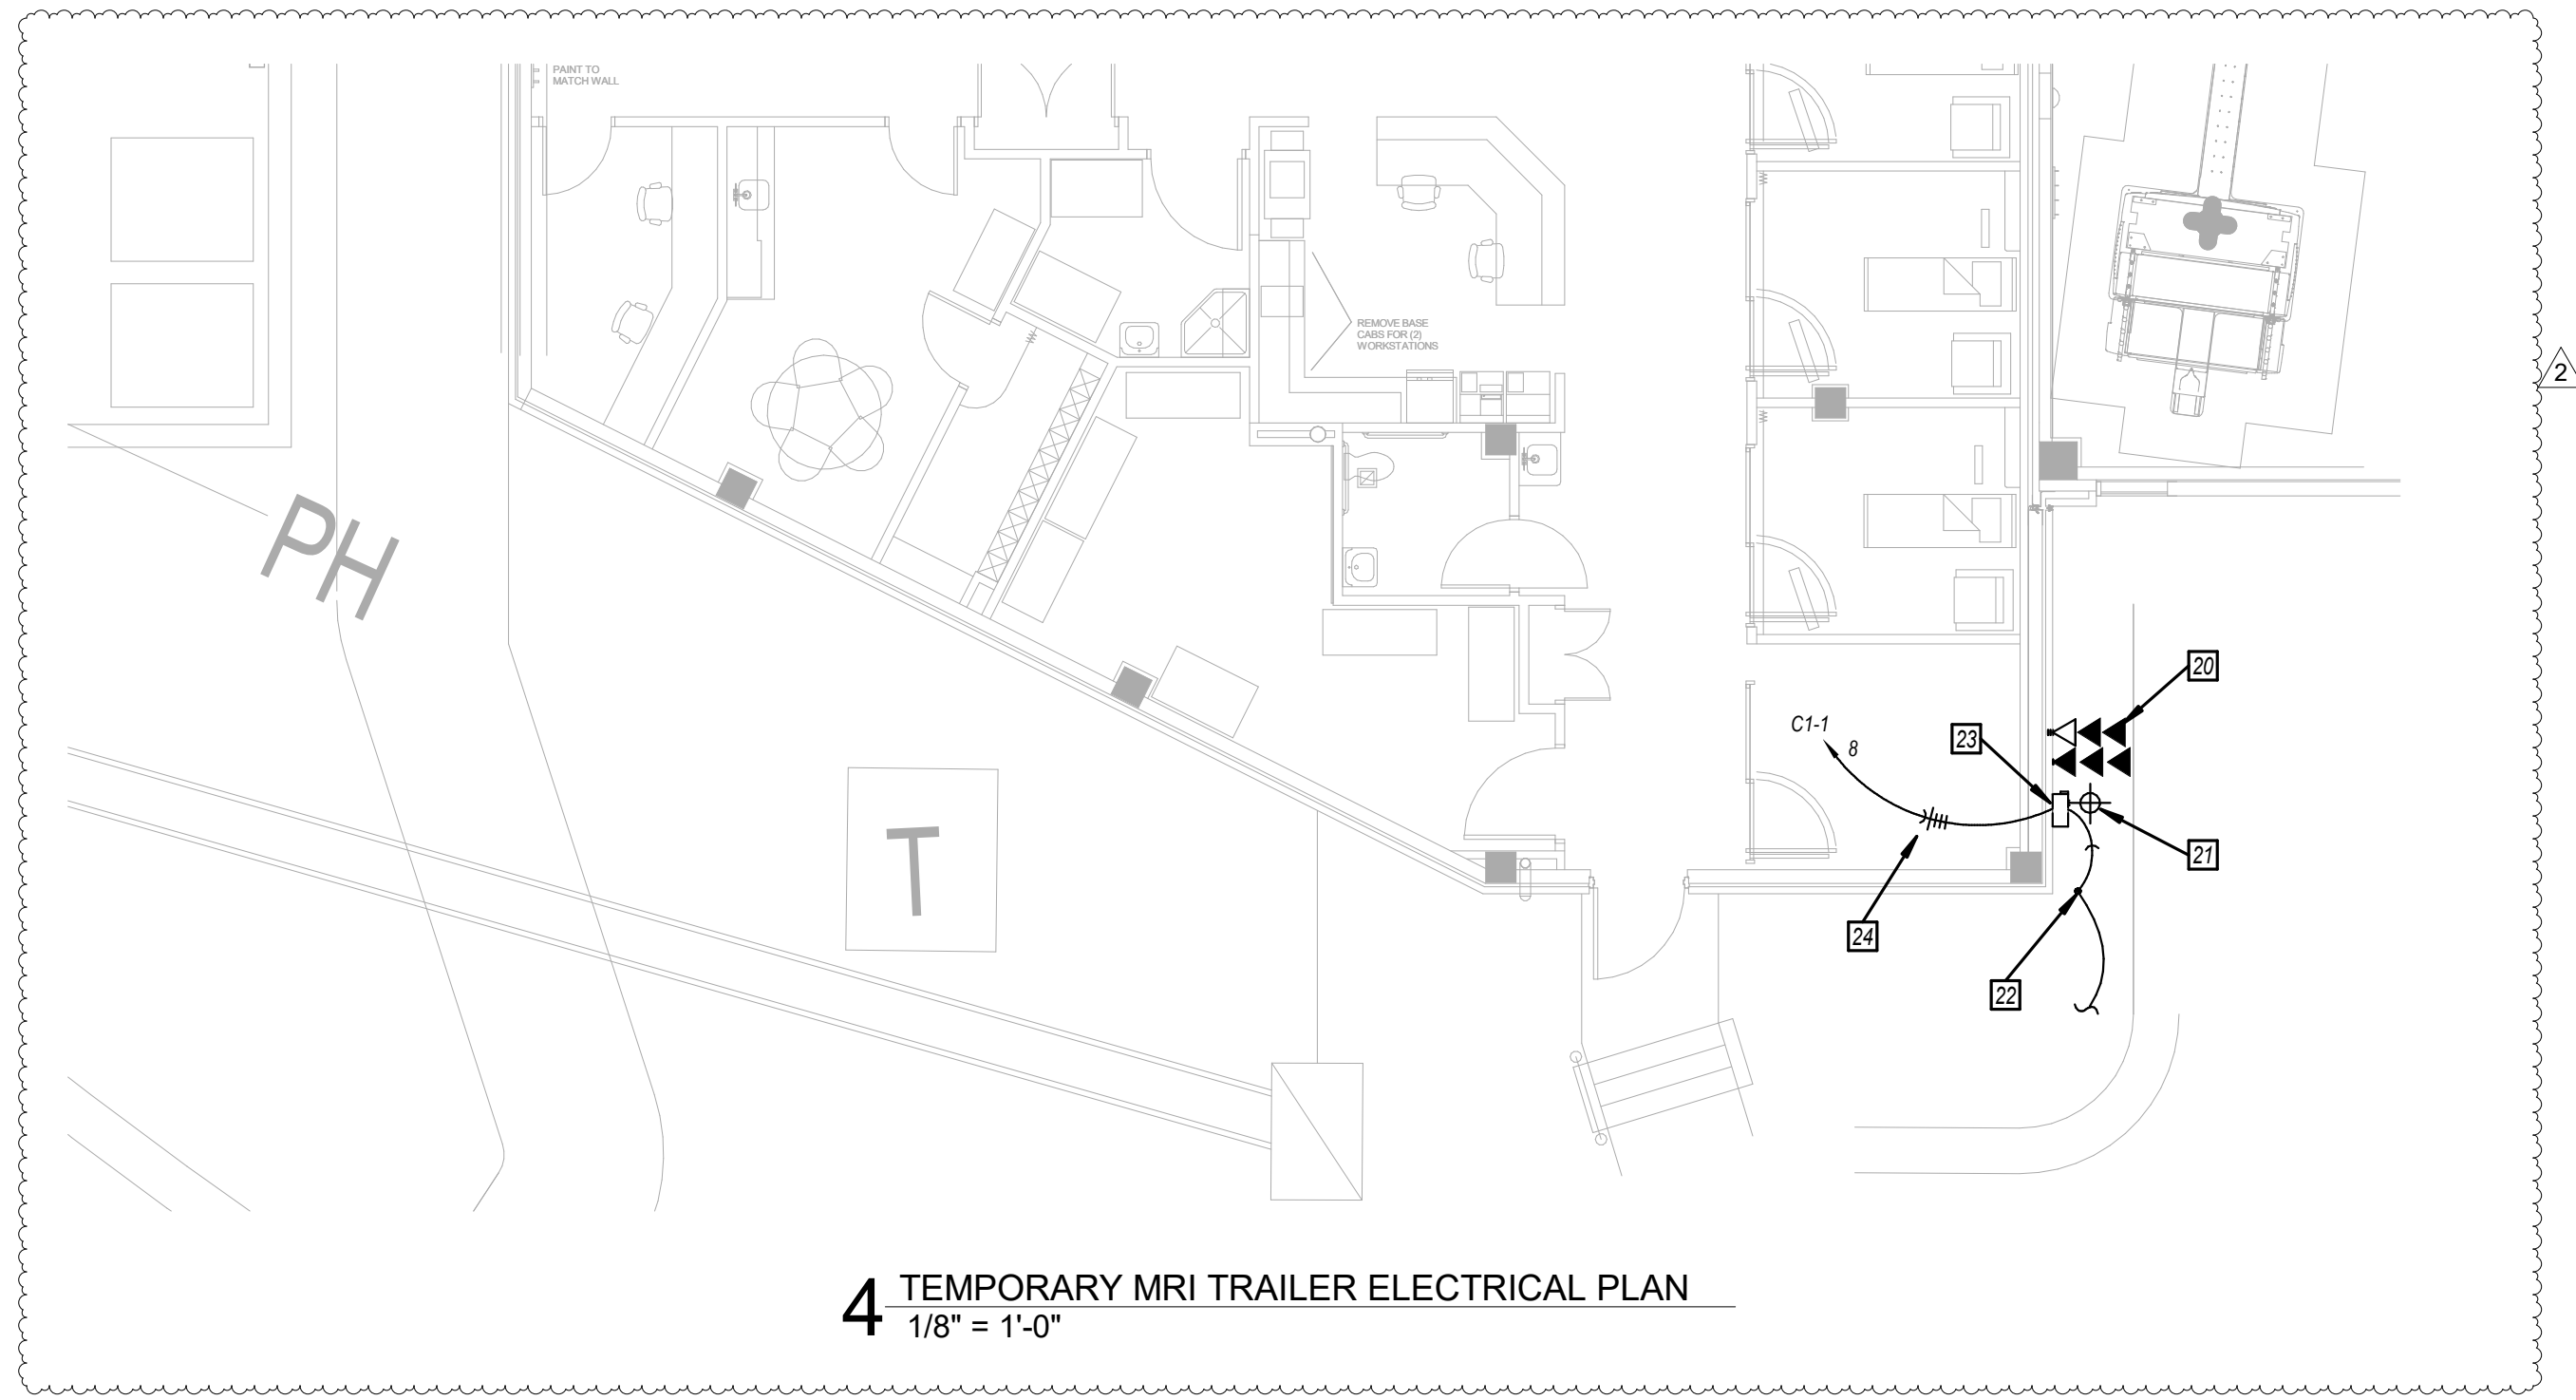 PAINT TO
MATCH WALL
REMOVE BASE
CABS FOR (2)
WORKSTATIONS
2
PH
20
C1-1
8
23
T
21
24
22
4 TEMPORARY MRI TRAILER ELECTRICAL PLAN
1/8" = 1'-0"